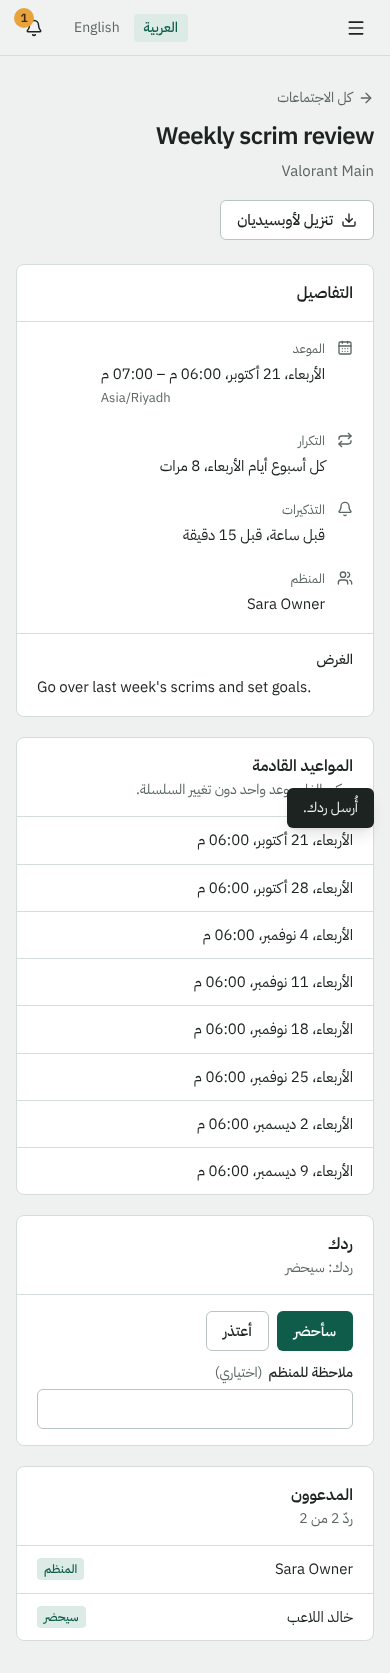 1
English
العربية
كل الاجتماعات
Weekly scrim review
Valorant Main
تنزيل لأوبسيديان
التفاصيل
الموعد
الأربعاء، 21 أكتوبر، 06:00 م – 07:00 م
Asia/Riyadh
التكرار
كل أسبوع أيام الأربعاء، 8 مرات
التذكيرات
قبل ساعة، قبل 15 دقيقة
المنظم
Sara Owner
الغرض
Go over last week's scrims and set goals.
المواعيد القادمة
موعد واحد دون تغيير السلسلة.
أُرسل ردك.
الأربعاء، 21 أكتوبر، 06:00 م
الأربعاء، 28 أكتوبر، 06:00 م
الأربعاء، 4 نوفمبر، 06:00 م
الأربعاء، 11 نوفمبر، 06:00 م
الأربعاء، 18 نوفمبر، 06:00 م
الأربعاء، 25 نوفمبر، 06:00 م
الأربعاء، 2 ديسمبر، 06:00 م
الأربعاء، 9 ديسمبر، 06:00 م
ردك
ردك: سيحضر
سأحضر
أعتذر
ملاحظة للمنظم (اختياري)
المدعوون
ردّ 2 من 2
Sara Owner
المنظم
خالد اللاعب
سيحضر